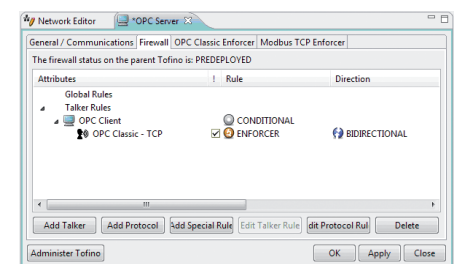 Network Editor *OPC Server
General / Communications Firewall OPC Classic Enforcer Modbus TCP Enforcer
The firewall status on the parent Tofino is: PREDEPLOYED
Attributes ! Rule Direction
Global Rules
Talker Rules
OPC Client CONDITIONAL
OPC Classic - TCP ENFORCER BIDIRECTIONAL
Add Talker Add Protocol Add Special Rule Edit Talker Rule dit Protocol Rul Delete
Administer Tofino OK Apply Close